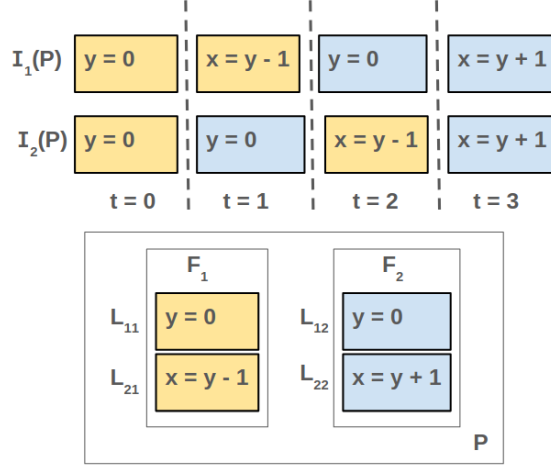 I1(P) y = 0 x = y - 1 y = 0 x = y + 1
I2(P) y = 0 y = 0 x = y - 1 x = y + 1
t = 0 t = 1 t = 2 t = 3
F1 F2
L11 y = 0 L12 y = 0
L21 x = y - 1 L22 x = y + 1
P